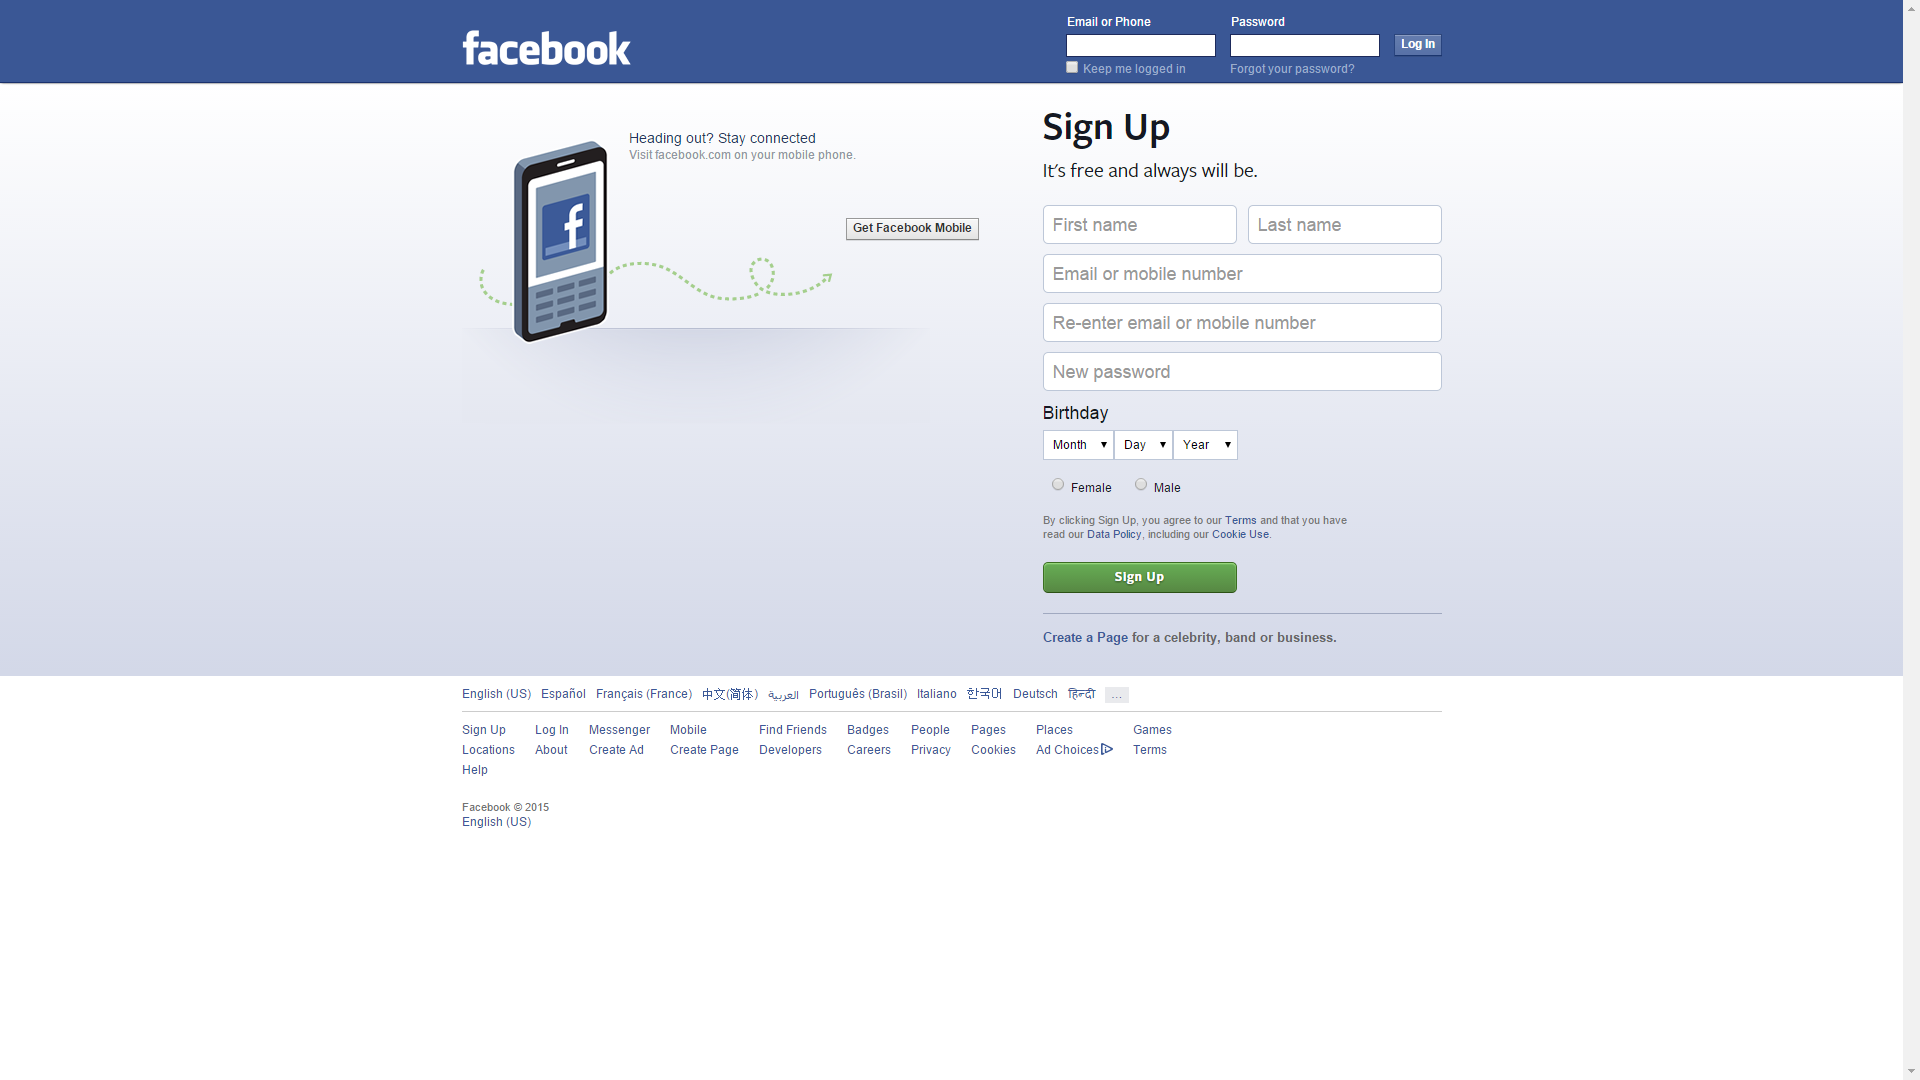 facebook
Email or Phone
Password
Log In
Keep me logged in
Forgot your password?
Heading out? Stay connected
Visit facebook.com on your mobile phone.
Get Facebook Mobile
Sign Up
It's free and always will be.
First name
Last name
Email or mobile number
Re-enter email or mobile number
New password
Birthday
Month
Day
Year
Female
Male
By clicking Sign Up, you agree to our Terms and that you have
read our Data Policy, including our Cookie Use.
Sign Up
Create a Page for a celebrity, band or business.
English (US) Español Français (France) 中文(简体) العربية Português (Brasil) Italiano 한국어 Deutsch हिन्दी ...
Sign Up Log In Messenger Mobile Find Friends Badges People Pages Places Games
Locations About Create Ad Create Page Developers Careers Privacy Cookies Ad Choices Terms
Help
Facebook © 2015
English (US)